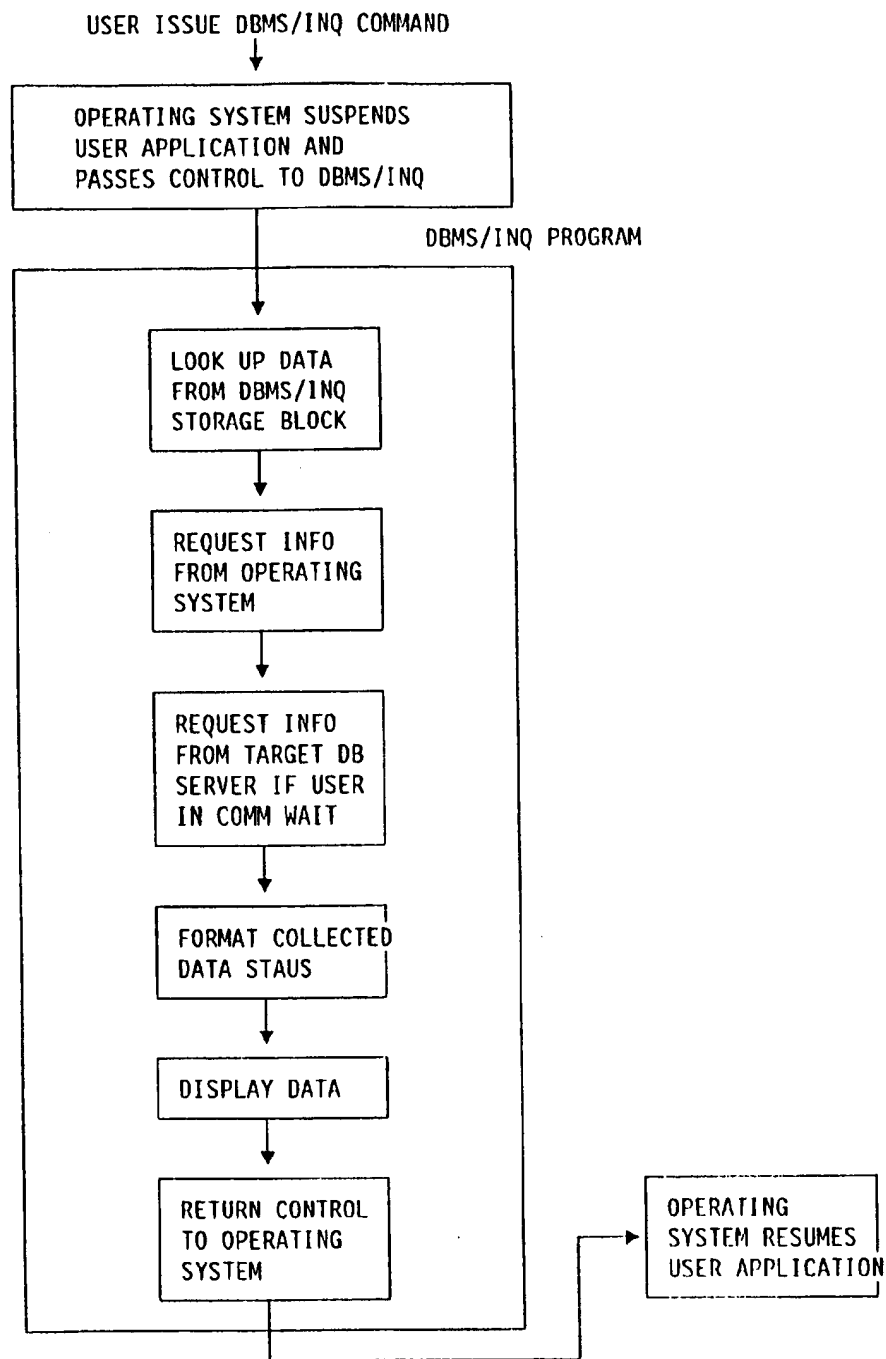 USER ISSUE DBMS/INQ COMMAND
OPERATING SYSTEM SUSPENDS
USER APPLICATION AND
PASSES CONTROL TO DBMS/INQ
DBMS/INQ PROGRAM
LOOK UP DATA
FROM DBMS/INQ
STORAGE BLOCK
REQUEST INFO
FROM OPERATING
SYSTEM
REQUEST INFO
FROM TARGET DB
SERVER IF USER
IN COMM WAIT
FORMAT COLLECTED
DATA STAUS
DISPLAY DATA
RETURN CONTROL
TO OPERATING
SYSTEM
OPERATING
SYSTEM RESUMES
USER APPLICATION